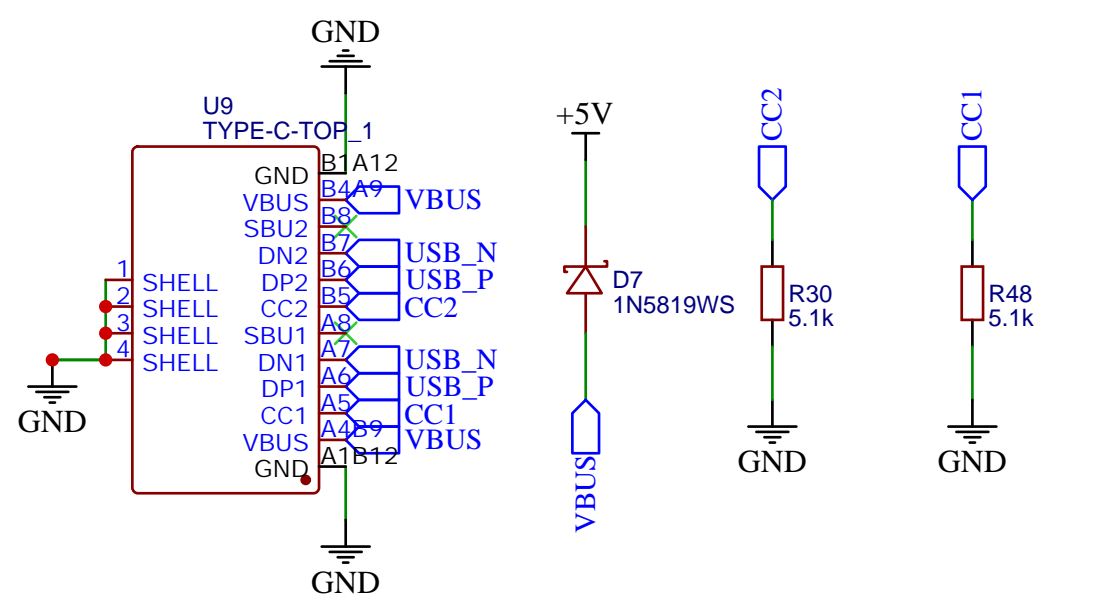 GND
U9
TYPE-C-TOP_1
GND B1A12
VBUS B4A9 VBUS
SBU2 B8
DN2 B7 USB_N
DP2 B6 USB_P
CC2 B5 CC2
SBU1 A8
DN1 A7 USB_N
DP1 A6 USB_P
CC1 A5 CC1
VBUS A4B9 VBUS
GND A1B12
1 SHELL
2 SHELL
3 SHELL
4 SHELL
GND
GND
+5V
D7
1N5819WS
VBUS
CC2
R30
5.1k
GND
CC1
R48
5.1k
GND